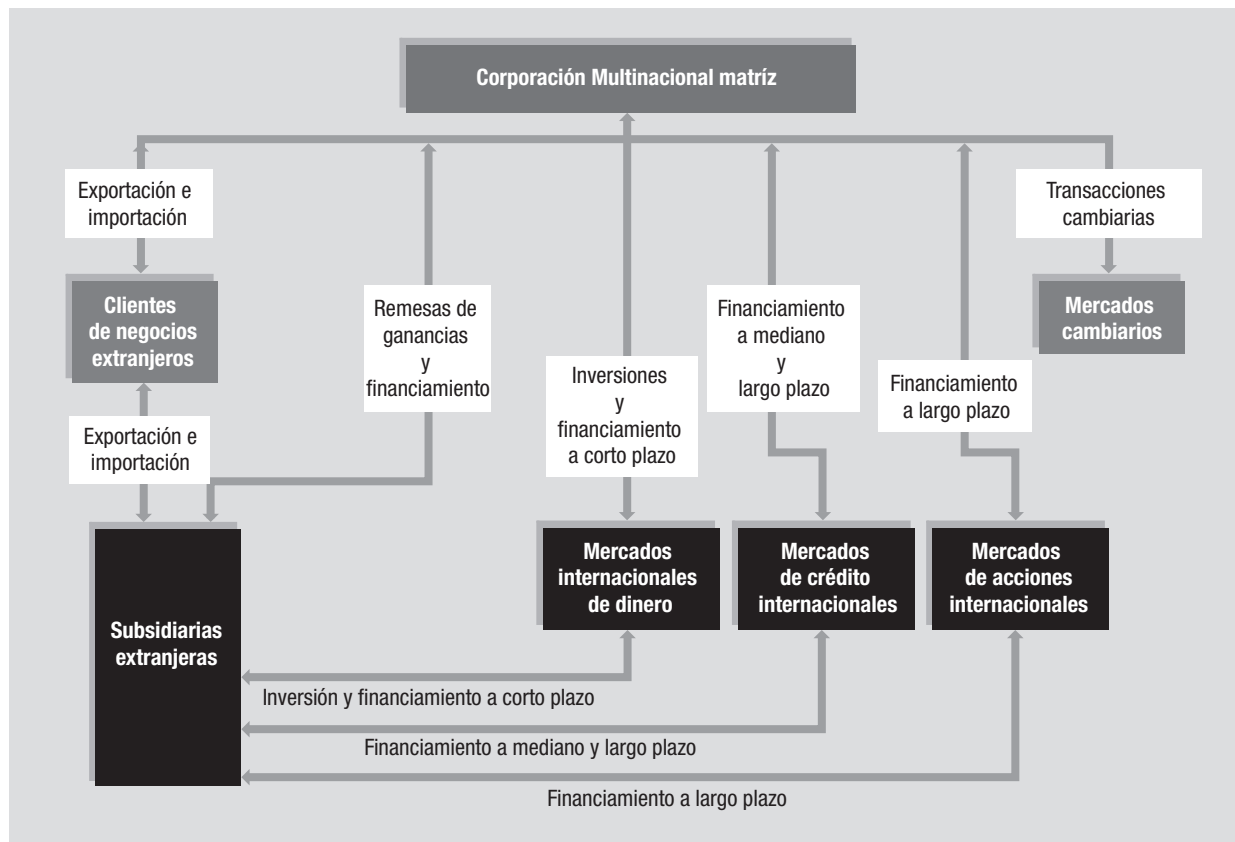 Corporación Multinacional matríz
Exportación e
importación
Transacciones
cambiarias
Clientes
de negocios
extranjeros
Remesas de
ganancias
y
financiamiento
Financiamiento
a mediano
y
largo plazo
Mercados
cambiarios
Inversiones
y
financiamiento
a corto plazo
Financiamiento
a largo plazo
Exportación e
importación
Subsidiarias
extranjeras
Mercados
internacionales
de dinero
Mercados
de crédito
internacionales
Mercados
de acciones
internacionales
Inversión y financiamiento a corto plazo
Financiamiento a mediano y largo plazo
Financiamiento a largo plazo